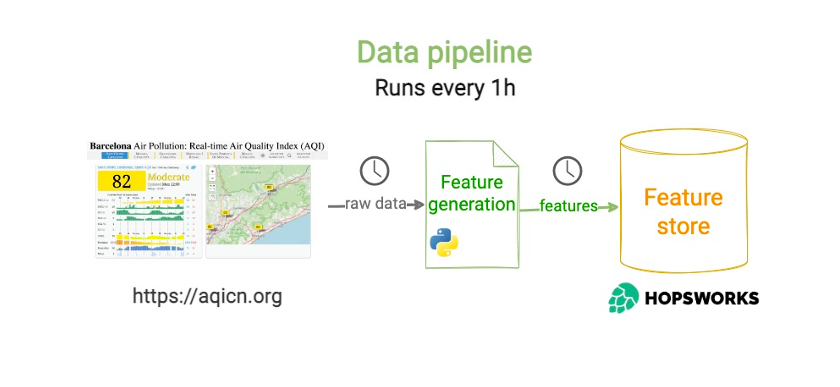 Data pipeline
Runs every 1h
Barcelona Air Pollution: Real-time Air Quality Index (AQI)
82
Moderate
raw data
Feature
generation
features
Feature
store
https://aqicn.org
HOPSWORKS